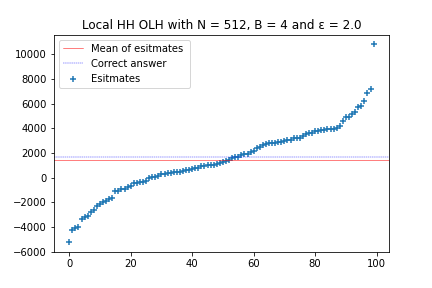 Local HH OLH with N = 512, B = 4 and ε = 2.0
Mean of esitmates
Correct answer
Esitmates
10000
8000
6000
4000
2000
0
−2000
−4000
−6000
0 20 40 60 80 100